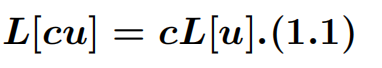 L[cu] = cL[u].(1.1)